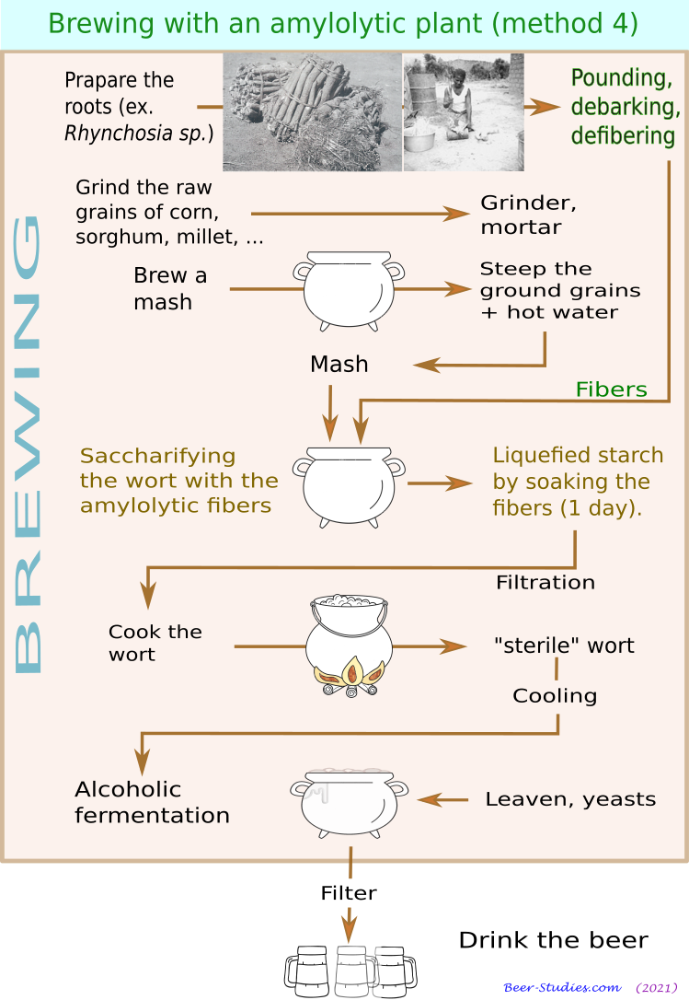 Brewing with an amylolytic plant (method 4)
BREWING
Prapare the
roots (ex.
Rhynchosia sp.)
Pounding,
debarking,
defibering
Grind the raw
grains of corn,
sorghum, millet, ...
Grinder,
mortar
Brew a
mash
Steep the
ground grains
+ hot water
Mash
Fibers
Saccharifying
the wort with the
amylolytic fibers
Liquefied starch
by soaking the
fibers (1 day).
Filtration
Cook the
wort
"sterile" wort
Cooling
Alcoholic
fermentation
Leaven, yeasts
Filter
Drink the beer
Beer-Studies.com (2021)